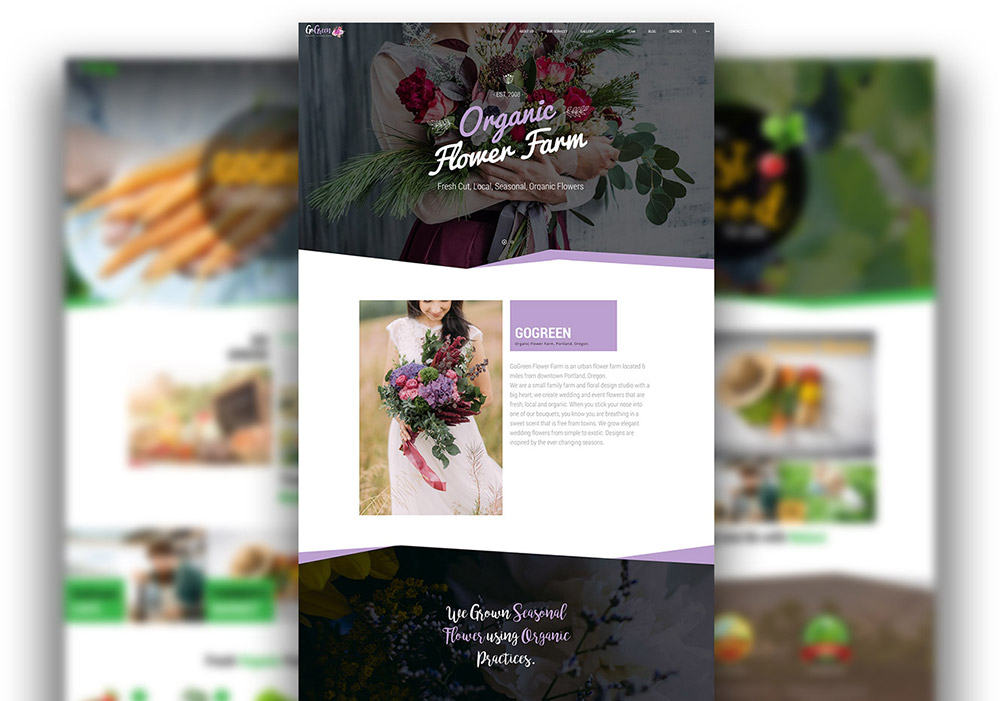 GoGreen
HOME ABOUT US OUR SERVICES GALLERY CAFE TEAM BLOG CONTACT
EST. 2008
Organic
Flower Farm
Fresh Cut, Local, Seasonal, Organic Flowers
GOGREEN
Organic Flower Farm, Portland, Oregon.
GoGreen Flower Farm is an urban flower farm located 6
miles from downtown Portland, Oregon.
We are a small family farm and floral design studio with a
big heart; we create wedding and event flowers that are
fresh, local and organic. When you stick your nose into
one of our bouquets, you know you are breathing in a
sweet scent that is free from toxins. We grow elegant
wedding flowers from simple to exotic. Designs are
inspired by the ever changing seasons.
We Grown Seasonal
Flower using Organic
Practices.